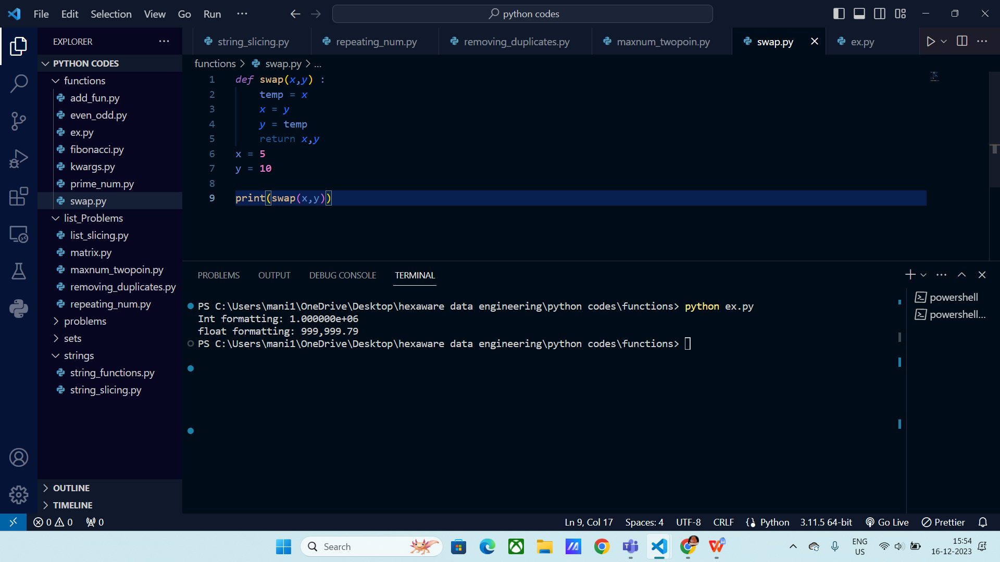 File Edit Selection View Go Run ···
python codes
EXPLORER
string_slicing.py repeating_num.py removing_duplicates.py maxnum_twopoin.py swap.py ex.py
PYTHON CODES
functions
add_fun.py
even_odd.py
ex.py
fibonacci.py
kwargs.py
prime_num.py
swap.py
list_Problems
list_slicing.py
matrix.py
maxnum_twopoin.py
removing_duplicates.py
repeating_num.py
problems
sets
strings
string_functions.py
string_slicing.py
OUTLINE
TIMELINE
functions > swap.py > ...
1 def swap(x,y) :
2     temp = x
3     x = y
4     y = temp
5     return x,y
6 x = 5
7 y = 10
8
9 print(swap(x,y))
PROBLEMS OUTPUT DEBUG CONSOLE TERMINAL
PS C:\Users\mani1\OneDrive\Desktop\hexaware data engineering\python codes\functions> python ex.py
Int formatting: 1.000000e+06
float formatting: 999,999.79
PS C:\Users\mani1\OneDrive\Desktop\hexaware data engineering\python codes\functions>
powershell
powershell...
0 0 0
Ln 9, Col 17 Spaces: 4 UTF-8 CRLF Python 3.11.5 64-bit Go Live Prettier
Search
ENG
US
15:54
16-12-2023